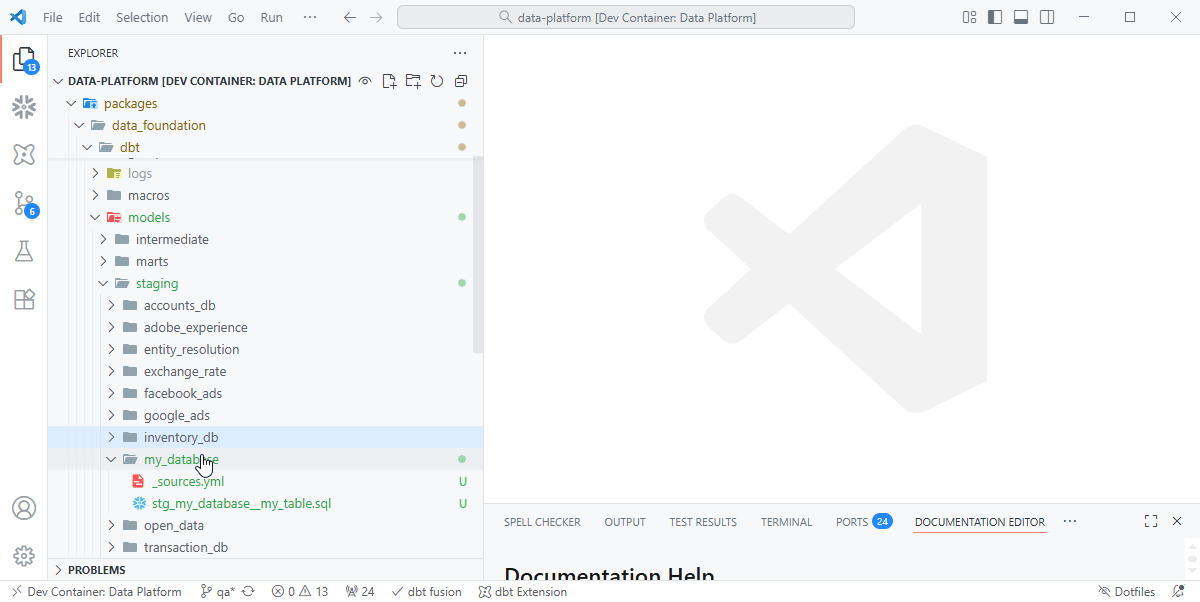 File Edit Selection View Go Run ··· data-platform [Dev Container: Data Platform]
EXPLORER
DATA-PLATFORM [DEV CONTAINER: DATA PLATFORM]
packages
data_foundation
dbt
logs
macros
models
intermediate
marts
staging
accounts_db
adobe_experience
entity_resolution
exchange_rate
facebook_ads
google_ads
inventory_db
my_database
_sources.yml U
stg_my_database__my_table.sql U
open_data
transaction_db
PROBLEMS
13
6
SPELL CHECKER OUTPUT TEST RESULTS TERMINAL PORTS 24 DOCUMENTATION EDITOR ···
Documentation Help
Dev Container: Data Platform qa* 0 13 24 dbt fusion dbt Extension Dotfiles